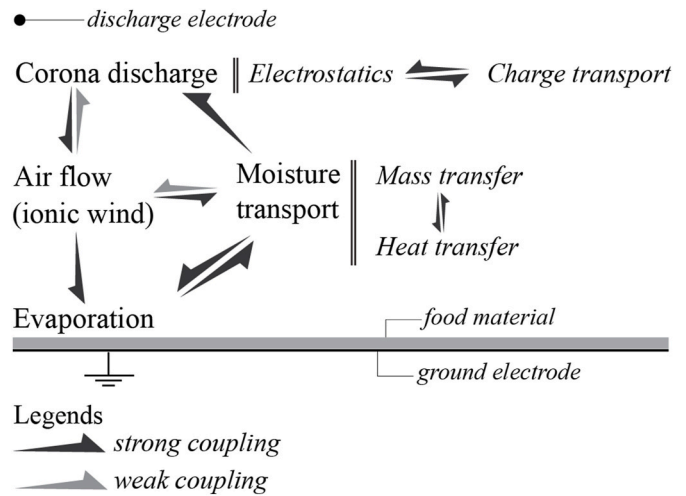 discharge electrode
Corona discharge Electrostatics Charge transport
Air flow
(ionic wind)
Moisture
transport
Mass transfer
Heat transfer
Evaporation
food material
ground electrode
Legends
strong coupling
weak coupling